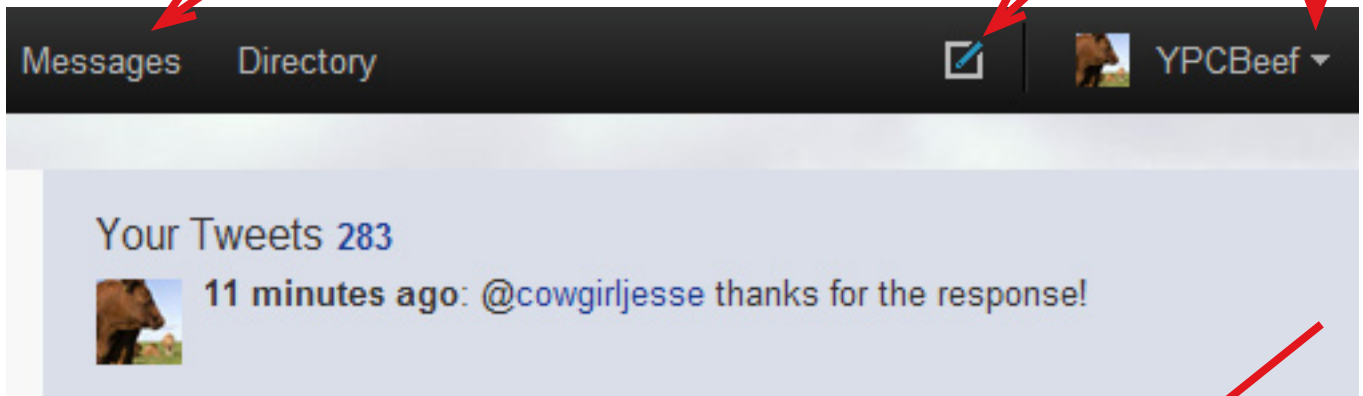 Messages Directory YPCBeef
Your Tweets 283
11 minutes ago: @cowgirljesse thanks for the response!